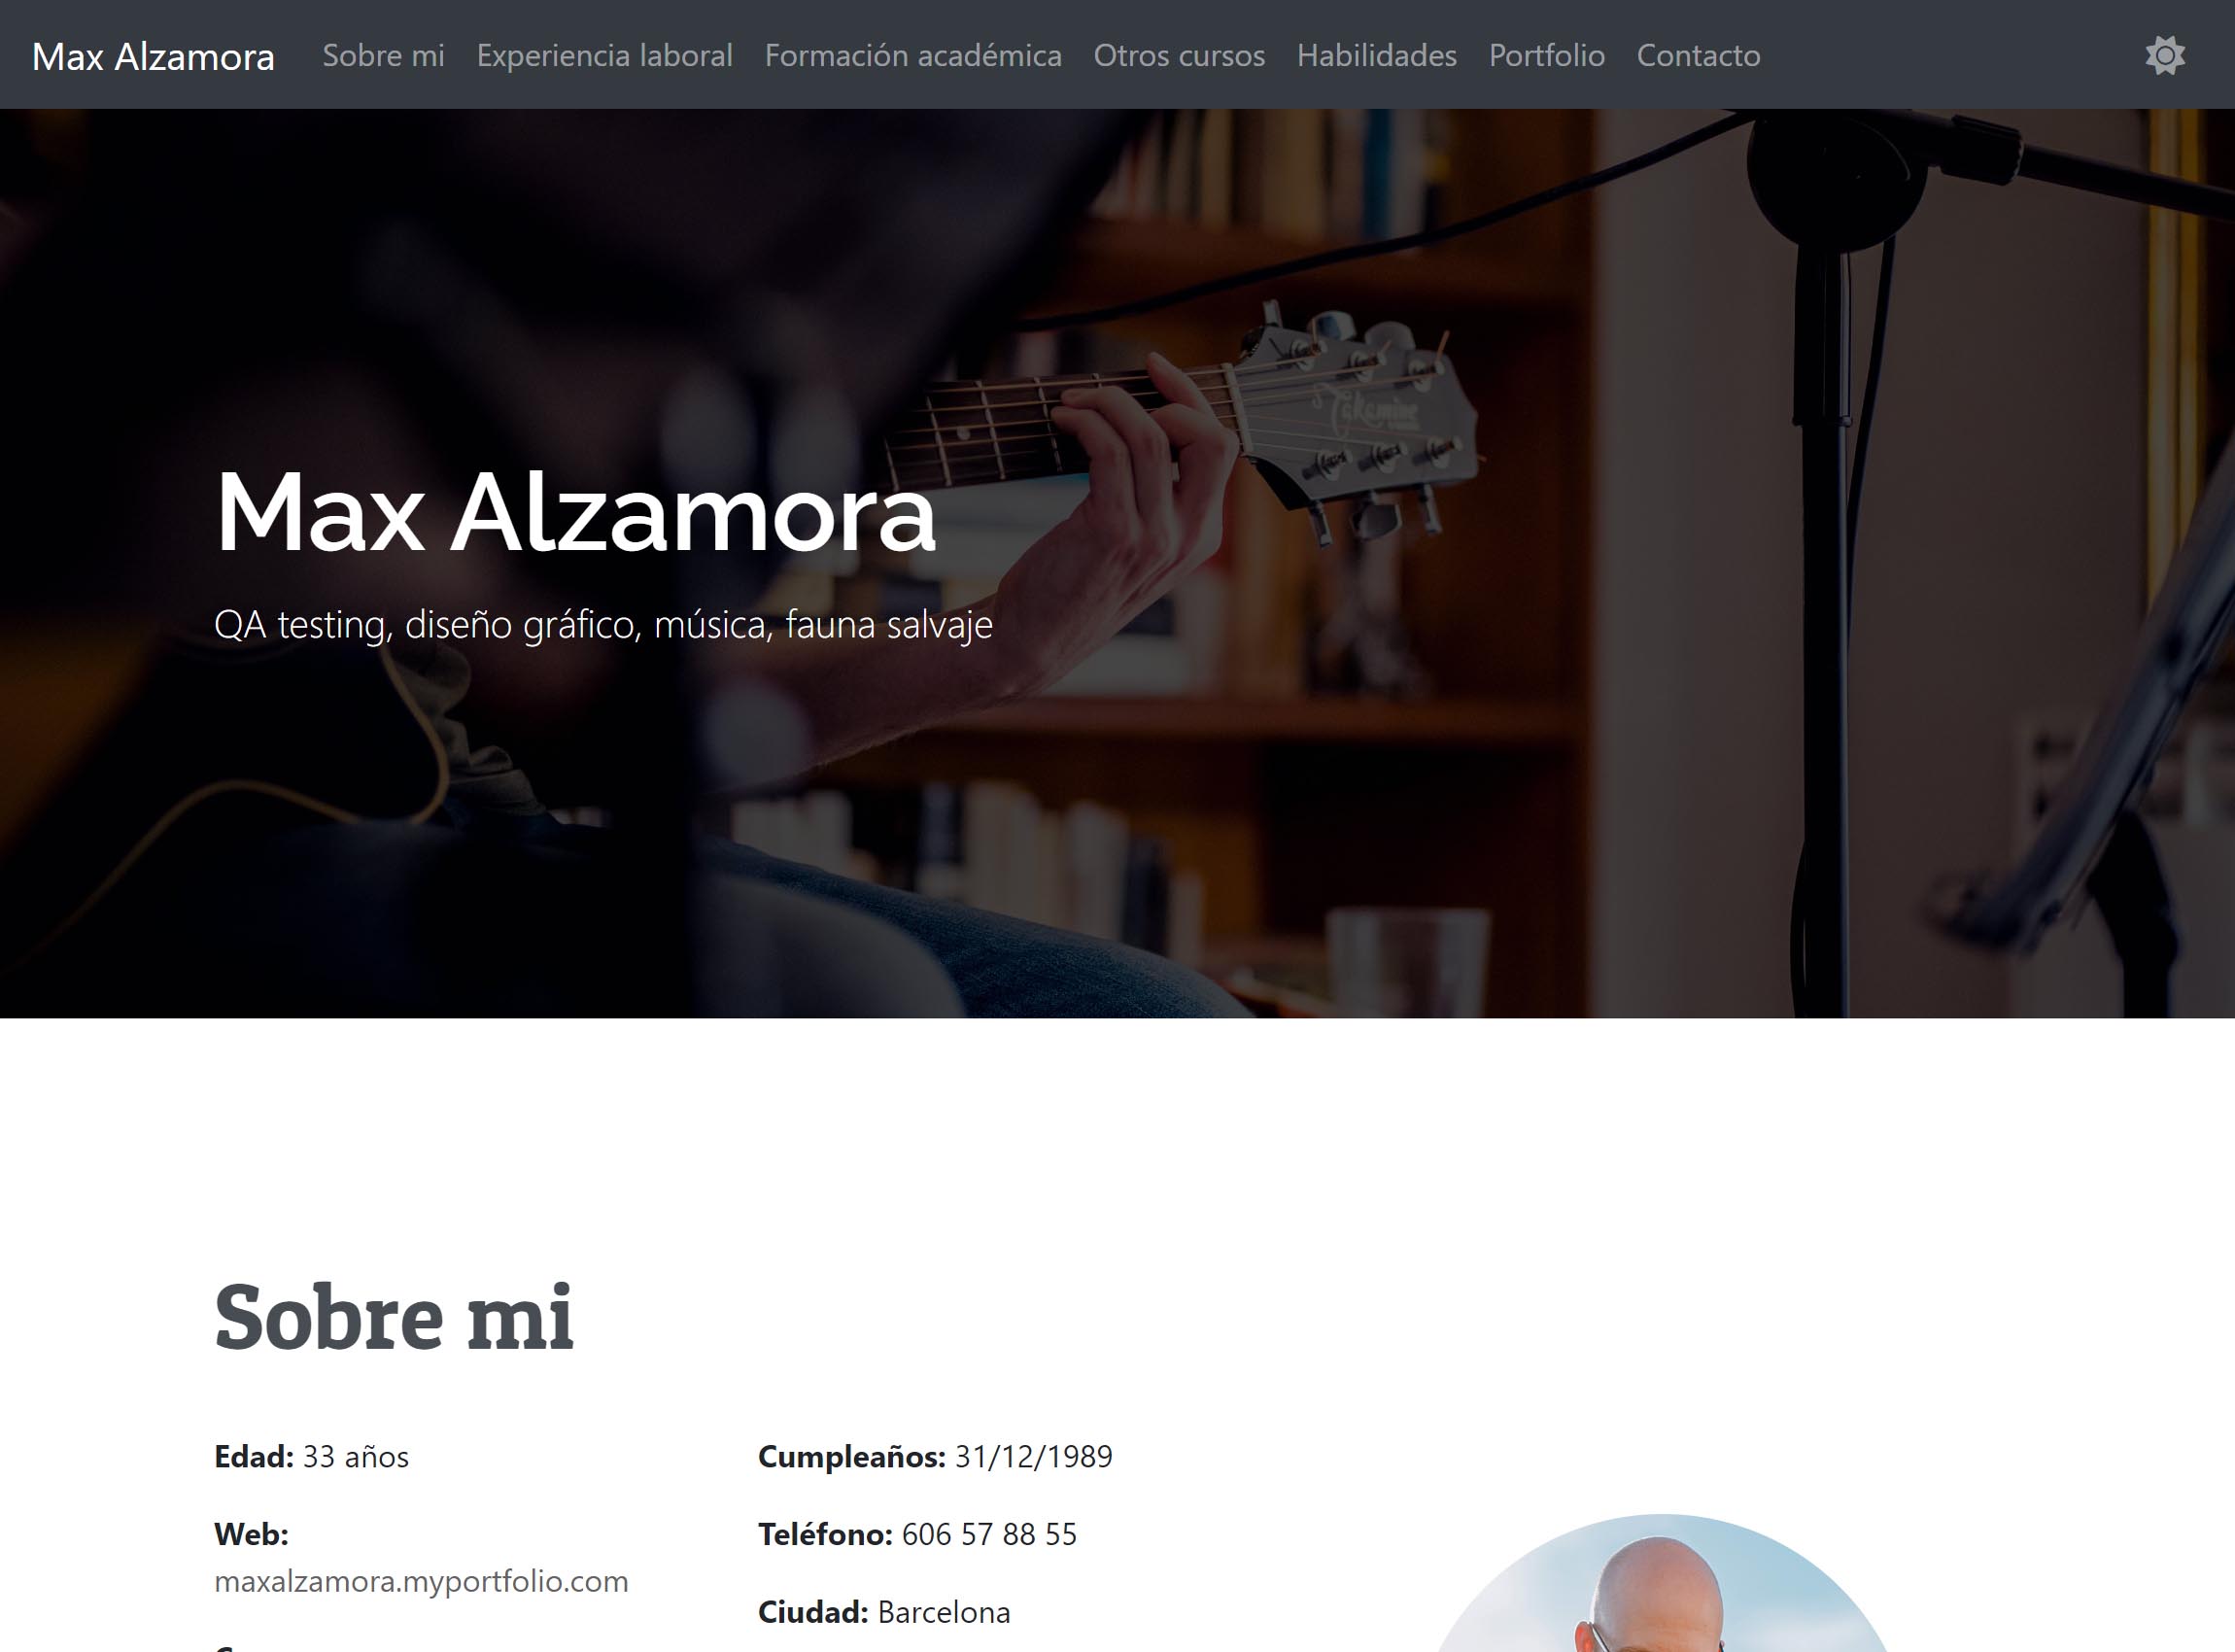 Max Alzamora
Sobre mi
Experiencia laboral
Formación académica
Otros cursos
Habilidades
Portfolio
Contacto
Takamine
Max Alzamora
QA testing, diseño gráfico, música, fauna salvaje
Sobre mi
Edad: 33 años
Cumpleaños: 31/12/1989
Web:
maxalzamora.myportfolio.com
Teléfono: 606 57 88 55
Ciudad: Barcelona